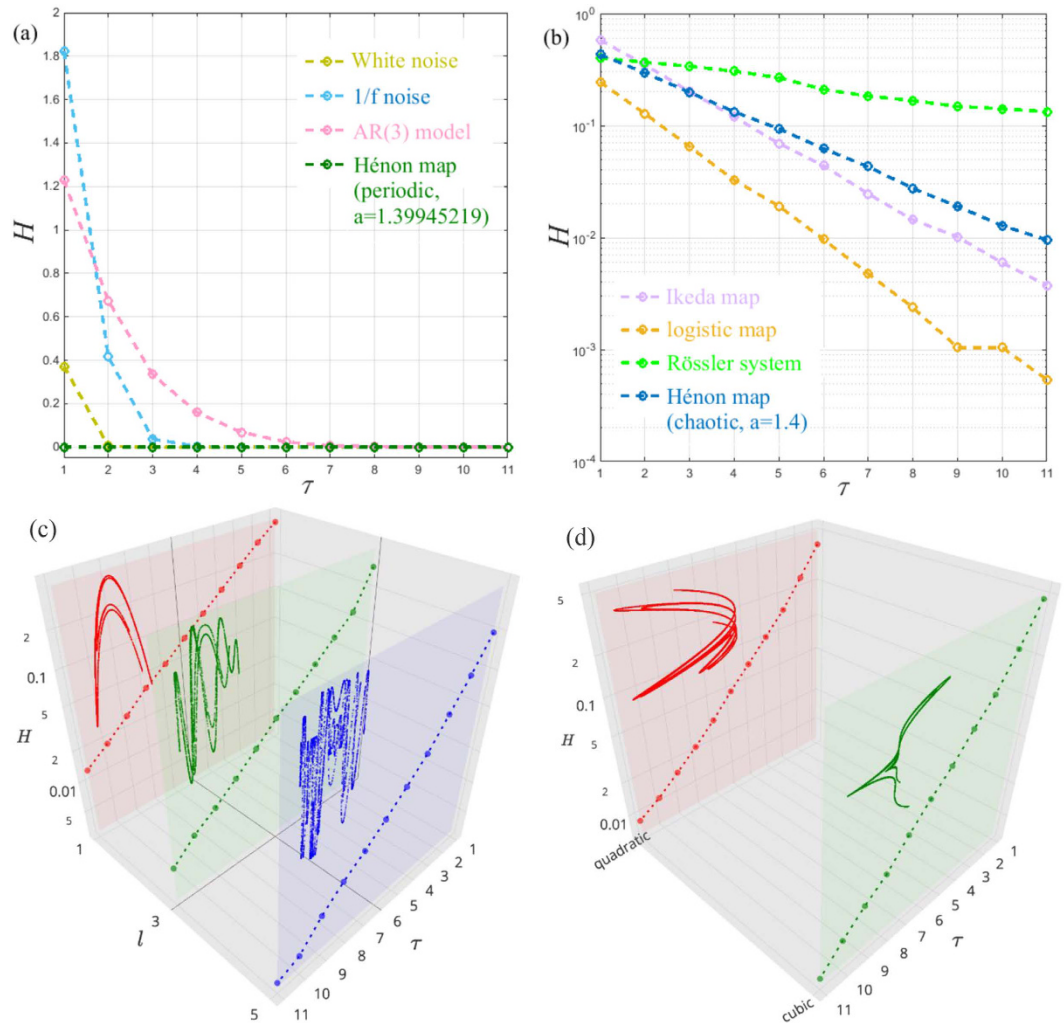 (a)
2
1.8
1.6
1.4
1.2
1
0.8
0.6
0.4
0.2
0
H
1 2 3 4 5 6 7 8 9 10 11
τ
White noise
1/f noise
AR(3) model
Hénon map
(periodic,
a=1.39945219)
(b)
10⁰
10⁻¹
10⁻²
10⁻³
10⁻⁴
H
1 2 3 4 5 6 7 8 9 10 11
τ
Ikeda map
logistic map
Rössler system
Hénon map
(chaotic, a=1.4)
(c)
2
0.1
5
2
0.01
5
H
1
3
5
l
1
2
3
4
5
6
7
8
9
10
11
τ
(d)
5
2
0.1
5
2
0.01
H
quadratic
cubic
1
2
3
4
5
6
7
8
9
10
11
τ